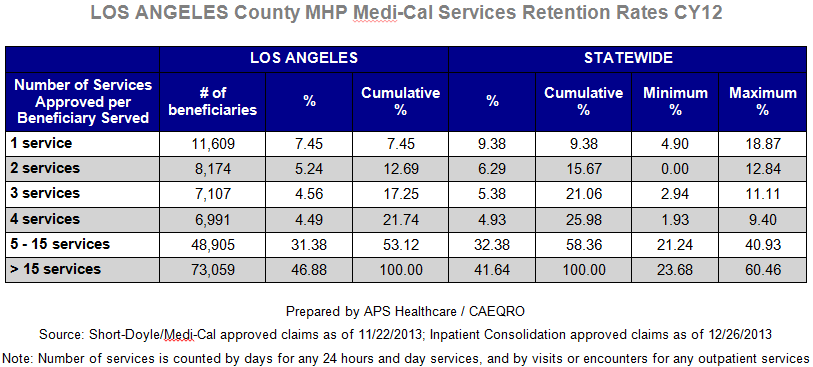 LOS ANGELES County MHP Medi-Cal Services Retention Rates CY12
LOS ANGELES STATEWIDE
Number of Services Approved per Beneficiary Served # of beneficiaries % Cumulative % % Cumulative % Minimum % Maximum %
1 service 11,609 7.45 7.45 9.38 9.38 4.90 18.87
2 services 8,174 5.24 12.69 6.29 15.67 0.00 12.84
3 services 7,107 4.56 17.25 5.38 21.06 2.94 11.11
4 services 6,991 4.49 21.74 4.93 25.98 1.93 9.40
5 - 15 services 48,905 31.38 53.12 32.38 58.36 21.24 40.93
> 15 services 73,059 46.88 100.00 41.64 100.00 23.68 60.46
Prepared by APS Healthcare / CAEQRO
Source: Short-Doyle/Medi-Cal approved claims as of 11/22/2013; Inpatient Consolidation approved claims as of 12/26/2013
Note: Number of services is counted by days for any 24 hours and day services, and by visits or encounters for any outpatient services